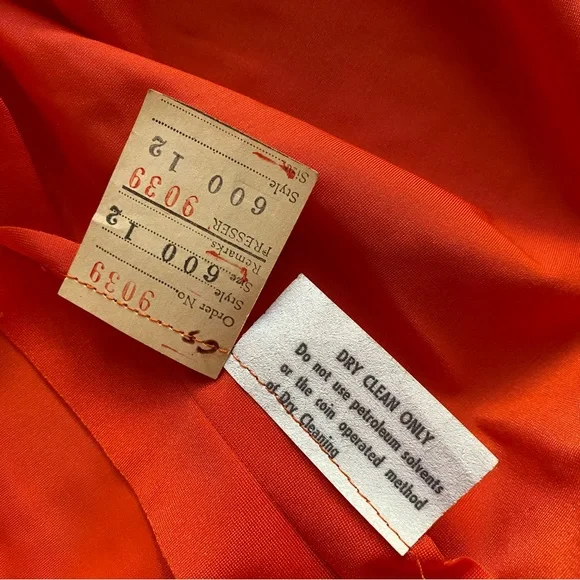 Order No. 9039
Style 600 12
Size
Remarks
PRESSER
9039
Style 600 12
Size
DRY CLEAN ONLY
Do not use petroleum solvents
or the coin operated method
of Dry Cleaning